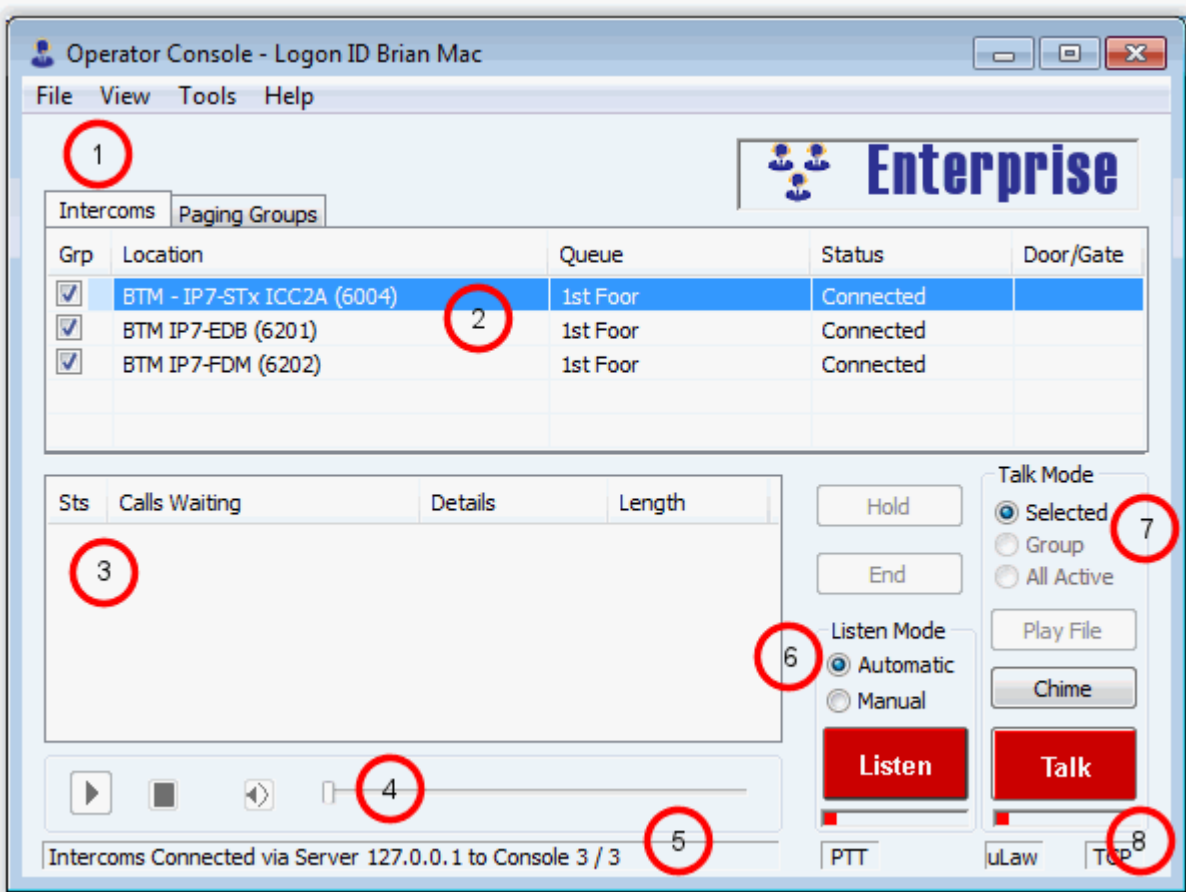 Operator Console - Logon ID Brian Mac
File View Tools Help
1
Enterprise
Intercoms Paging Groups
Grp Location Queue Status Door/Gate
BTM - IP7-STx ICC2A (6004) 1st Foor Connected
2
BTM IP7-EDB (6201) 1st Foor Connected
BTM IP7-FDM (6202) 1st Foor Connected
Sts Calls Waiting Details Length
3
Hold
End
Talk Mode
Selected
7
Group
All Active
Listen Mode
6
Automatic
Manual
Play File
Chime
Listen
Talk
4
5
Intercoms Connected via Server 127.0.0.1 to Console 3 / 3
PTT
uLaw
TCP
8